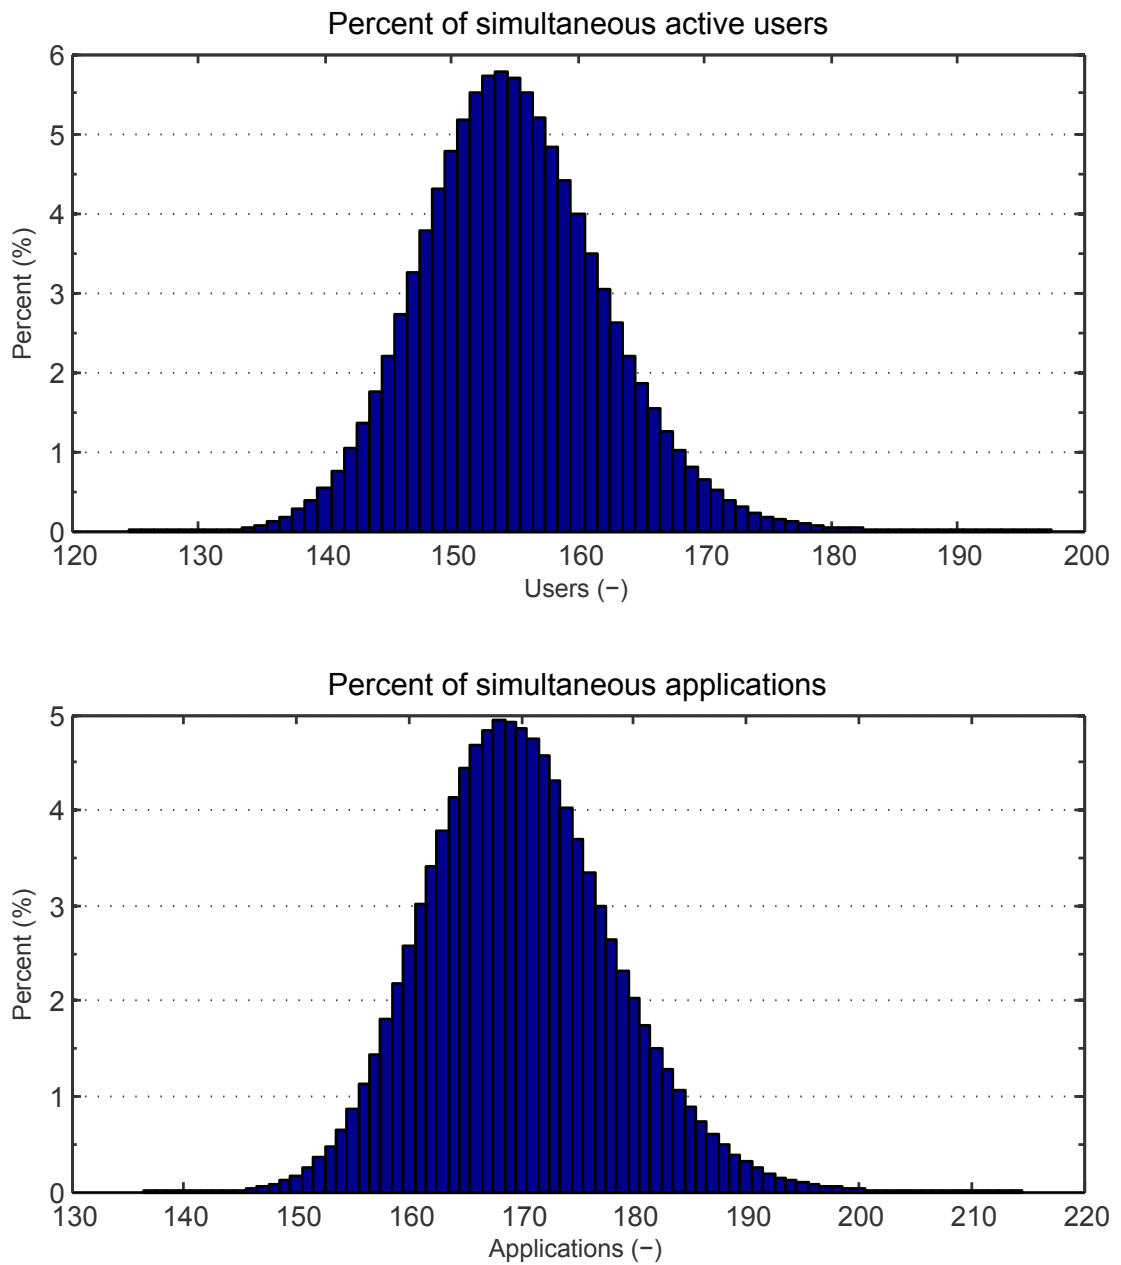 Percent of simultaneous active users
6
5
4
3
2
1
0
Percent (%)
120 130 140 150 160 170 180 190 200
Users (−)
Percent of simultaneous applications
5
4
3
2
1
0
Percent (%)
130 140 150 160 170 180 190 200 210 220
Applications (−)